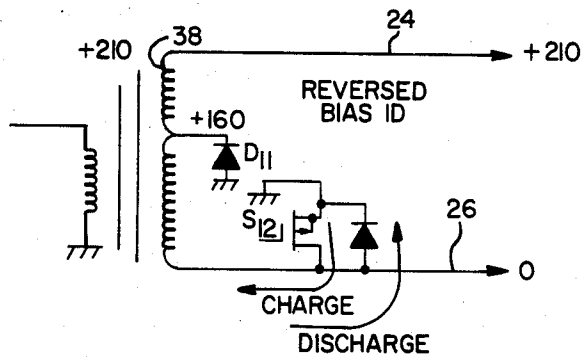 24
+210 38 +210
REVERSED
BIAS ID
+160
D11
S12
26
0
CHARGE
DISCHARGE